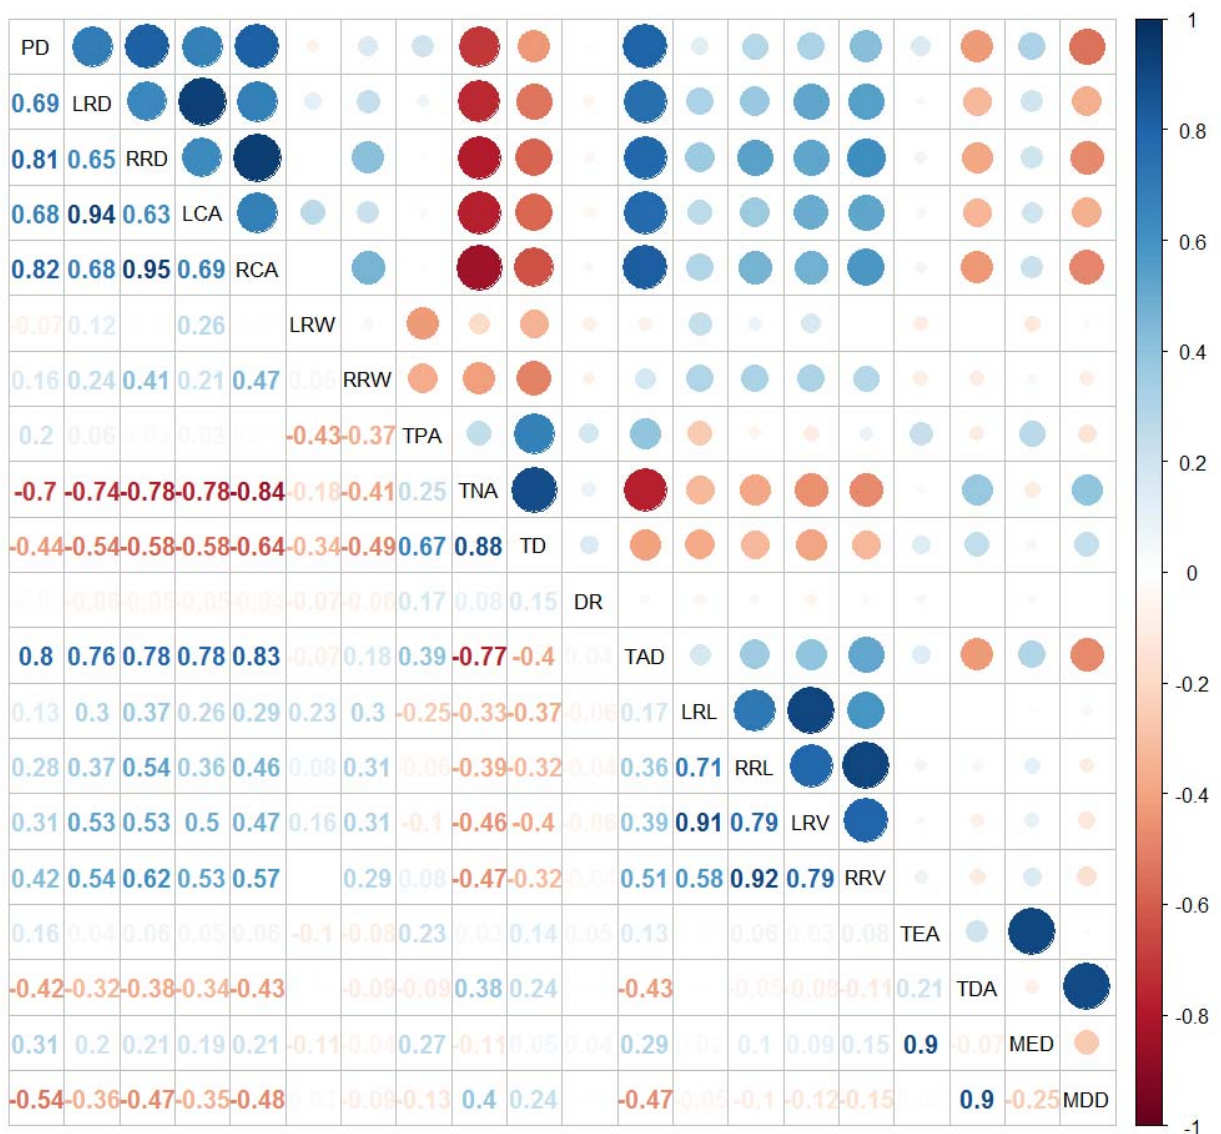 PD
0.69 LRD
0.81 0.65 RRD
0.68 0.94 0.63 LCA
0.82 0.68 0.95 0.69 RCA
-0.07 0.12 0.26 LRW
0.16 0.24 0.41 0.21 0.47 0.05 RRW
0.2 0.06 0.03 0.03 -0.43 -0.37 TPA
-0.7 -0.74 -0.78 -0.78 -0.84 -0.18 -0.41 0.25 TNA
-0.44 -0.54 -0.58 -0.58 -0.64 -0.34 -0.49 0.67 0.88 TD
-0.06 -0.05 -0.05 -0.04 -0.07 -0.06 0.17 0.08 0.15 DR
0.8 0.76 0.78 0.78 0.83 -0.07 0.18 0.39 -0.77 -0.4 0.04 TAD
0.13 0.3 0.37 0.26 0.29 0.23 0.3 -0.25 -0.33 -0.37 -0.06 0.17 LRL
0.28 0.37 0.54 0.36 0.46 0.08 0.31 -0.06 -0.39 -0.32 0.04 0.36 0.71 RRL
0.31 0.53 0.53 0.5 0.47 0.16 0.31 -0.1 -0.46 -0.4 -0.06 0.39 0.91 0.79 LRV
0.42 0.54 0.62 0.53 0.57 0.29 0.08 -0.47 -0.32 0.04 0.51 0.58 0.92 0.79 RRV
0.16 0.04 0.06 0.05 0.06 -0.1 -0.08 0.23 0.03 0.14 0.05 0.13 0.06 0.03 0.08 TEA
-0.42 -0.32 -0.38 -0.34 -0.43 -0.09 -0.09 0.38 0.24 -0.43 -0.05 -0.08 -0.11 0.21 TDA
0.31 0.2 0.21 0.19 0.21 -0.11 -0.04 0.27 -0.11 0.05 0.04 0.29 0.02 0.1 0.09 0.15 0.9 -0.07 MED
-0.54 -0.36 -0.47 -0.35 -0.48 -0.09 -0.13 0.4 0.24 -0.47 -0.05 -0.1 -0.12 -0.15 0.9 -0.25 MDD
1
0.8
0.6
0.4
0.2
0
-0.2
-0.4
-0.6
-0.8
-1